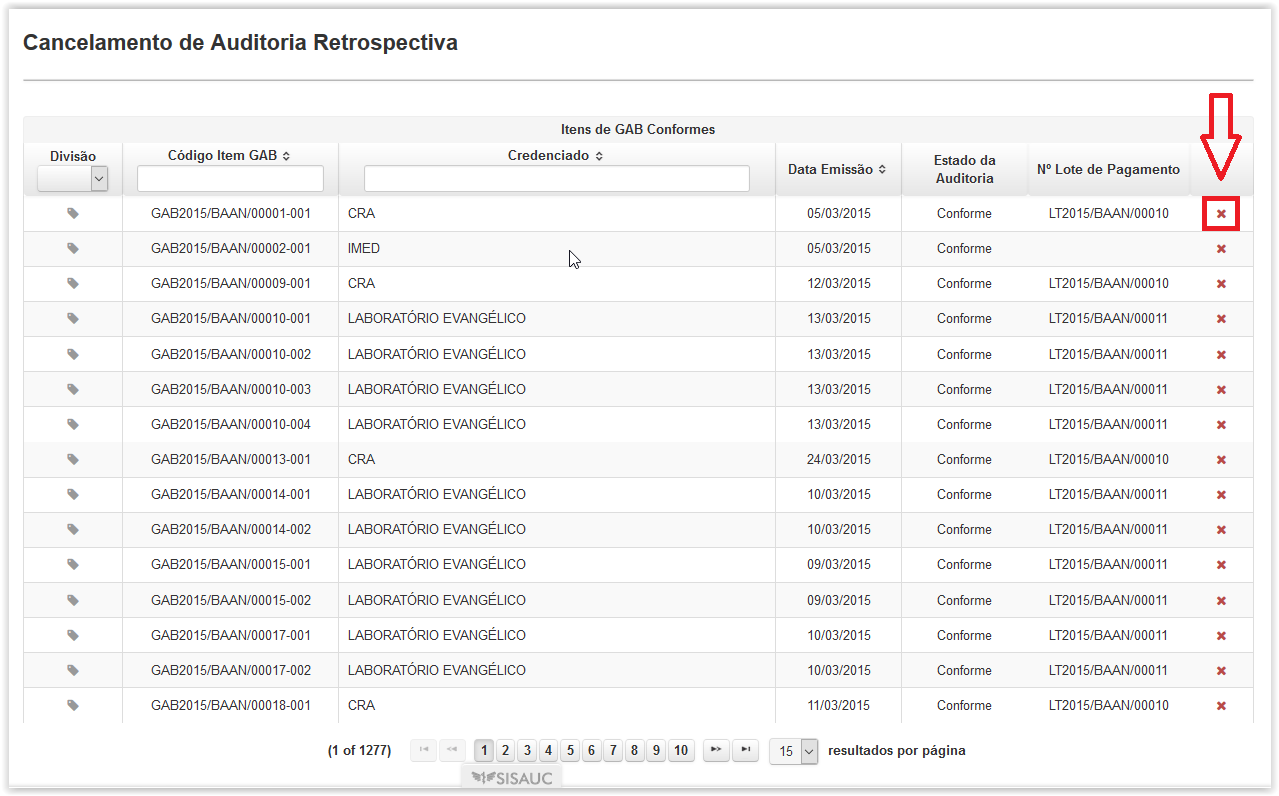 Cancelamento de Auditoria Retrospectiva
Itens de GAB Conformes
Divisão Código Item GAB Credenciado Data Emissão Estado da Auditoria Nº Lote de Pagamento
GAB2015/BAAN/00001-001 CRA 05/03/2015 Conforme LT2015/BAAN/00010
GAB2015/BAAN/00002-001 IMED 05/03/2015 Conforme
GAB2015/BAAN/00009-001 CRA 12/03/2015 Conforme LT2015/BAAN/00010
GAB2015/BAAN/00010-001 LABORATÓRIO EVANGÉLICO 13/03/2015 Conforme LT2015/BAAN/00011
GAB2015/BAAN/00010-002 LABORATÓRIO EVANGÉLICO 13/03/2015 Conforme LT2015/BAAN/00011
GAB2015/BAAN/00010-003 LABORATÓRIO EVANGÉLICO 13/03/2015 Conforme LT2015/BAAN/00011
GAB2015/BAAN/00010-004 LABORATÓRIO EVANGÉLICO 13/03/2015 Conforme LT2015/BAAN/00011
GAB2015/BAAN/00013-001 CRA 24/03/2015 Conforme LT2015/BAAN/00010
GAB2015/BAAN/00014-001 LABORATÓRIO EVANGÉLICO 10/03/2015 Conforme LT2015/BAAN/00011
GAB2015/BAAN/00014-002 LABORATÓRIO EVANGÉLICO 10/03/2015 Conforme LT2015/BAAN/00011
GAB2015/BAAN/00015-001 LABORATÓRIO EVANGÉLICO 09/03/2015 Conforme LT2015/BAAN/00011
GAB2015/BAAN/00015-002 LABORATÓRIO EVANGÉLICO 09/03/2015 Conforme LT2015/BAAN/00011
GAB2015/BAAN/00017-001 LABORATÓRIO EVANGÉLICO 10/03/2015 Conforme LT2015/BAAN/00011
GAB2015/BAAN/00017-002 LABORATÓRIO EVANGÉLICO 10/03/2015 Conforme LT2015/BAAN/00011
GAB2015/BAAN/00018-001 CRA 11/03/2015 Conforme LT2015/BAAN/00010
(1 of 1277) 1 2 3 4 5 6 7 8 9 10 15 resultados por página
SISAUC